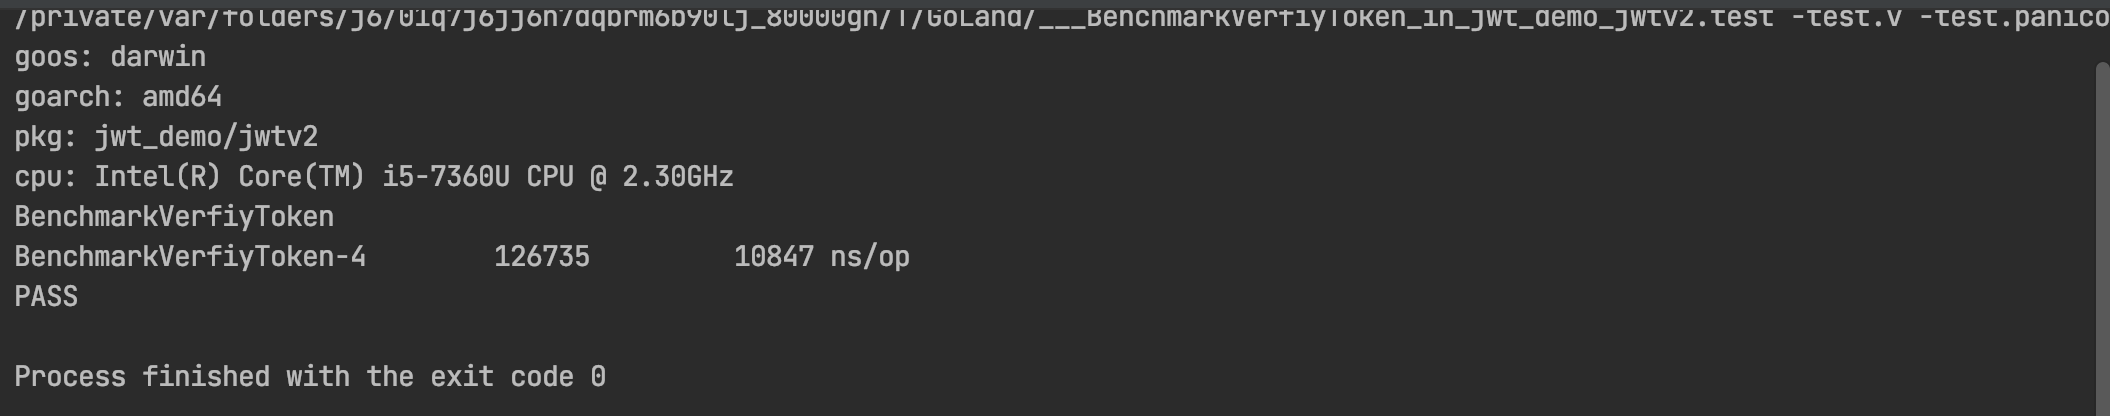 /private/var/folders/j6/01q7j6jj6n7dqbrm6b90lj_80000gn/T/GoLand/___BenchmarkVerfiyToken_in_jwt_demo_jwtv2.test -test.v -test.panico
goos: darwin
goarch: amd64
pkg: jwt_demo/jwtv2
cpu: Intel(R) Core(TM) i5-7360U CPU @ 2.30GHz
BenchmarkVerfiyToken
BenchmarkVerfiyToken-4 126735 10847 ns/op
PASS
Process finished with the exit code 0